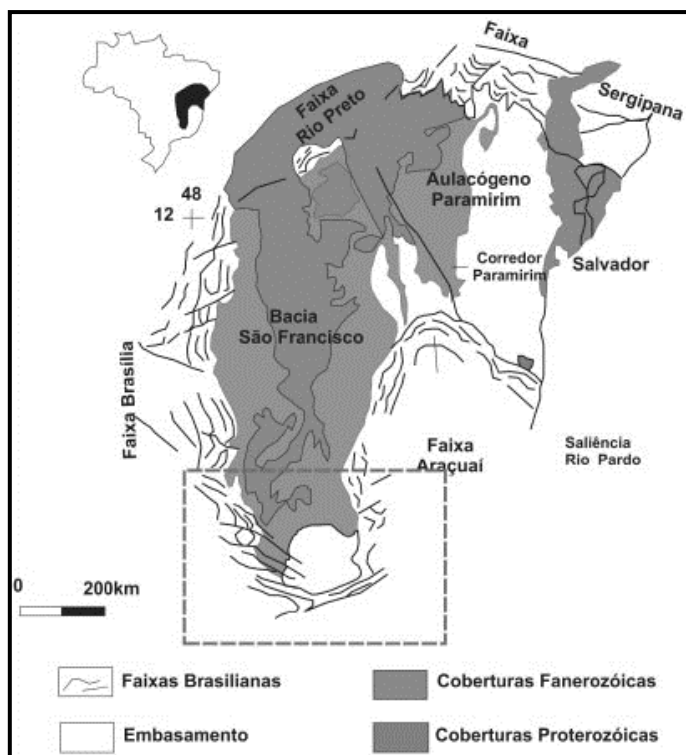 Faixa
Sergipana
Faixa
Rio Preto
48
12
Aulacógeno
Paramirim
Corredor
Paramirim
Salvador
Bacia
São Francisco
Faixa Brasília
Faixa
Araçuaí
Saliência
Rio Pardo
0 200km
Faixas Brasilianas
Coberturas Fanerozóicas
Embasamento
Coberturas Proterozóicas